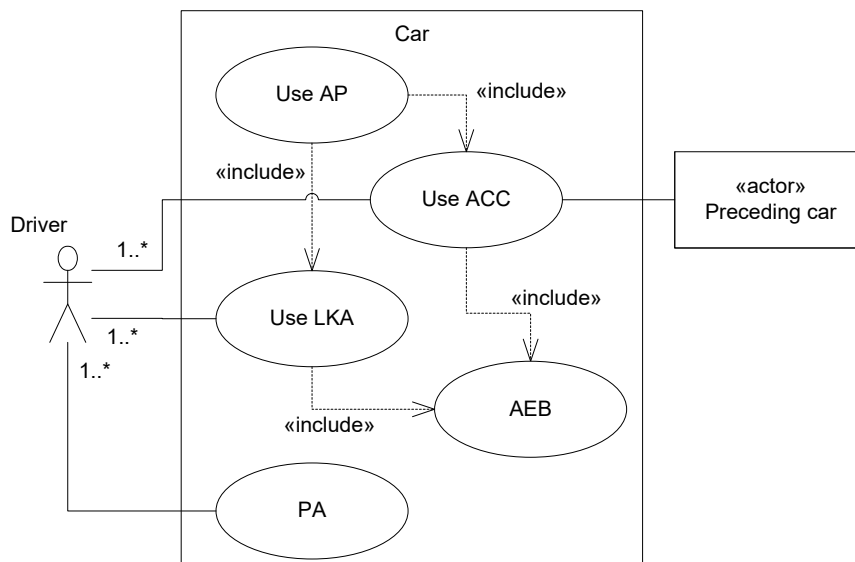 Car
Use AP
«include»
«include»
Use ACC
«actor»
Preceding car
Driver
1..*
Use LKA
«include»
1..*
1..*
AEB
«include»
PA